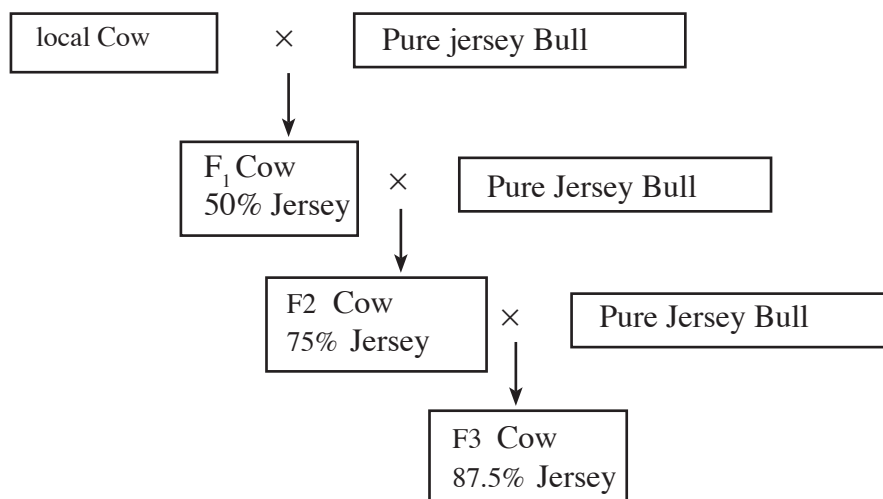 local Cow × Pure jersey Bull
F₁ Cow × Pure Jersey Bull
50% Jersey
F2 Cow × Pure Jersey Bull
75% Jersey
F3 Cow
87.5% Jersey